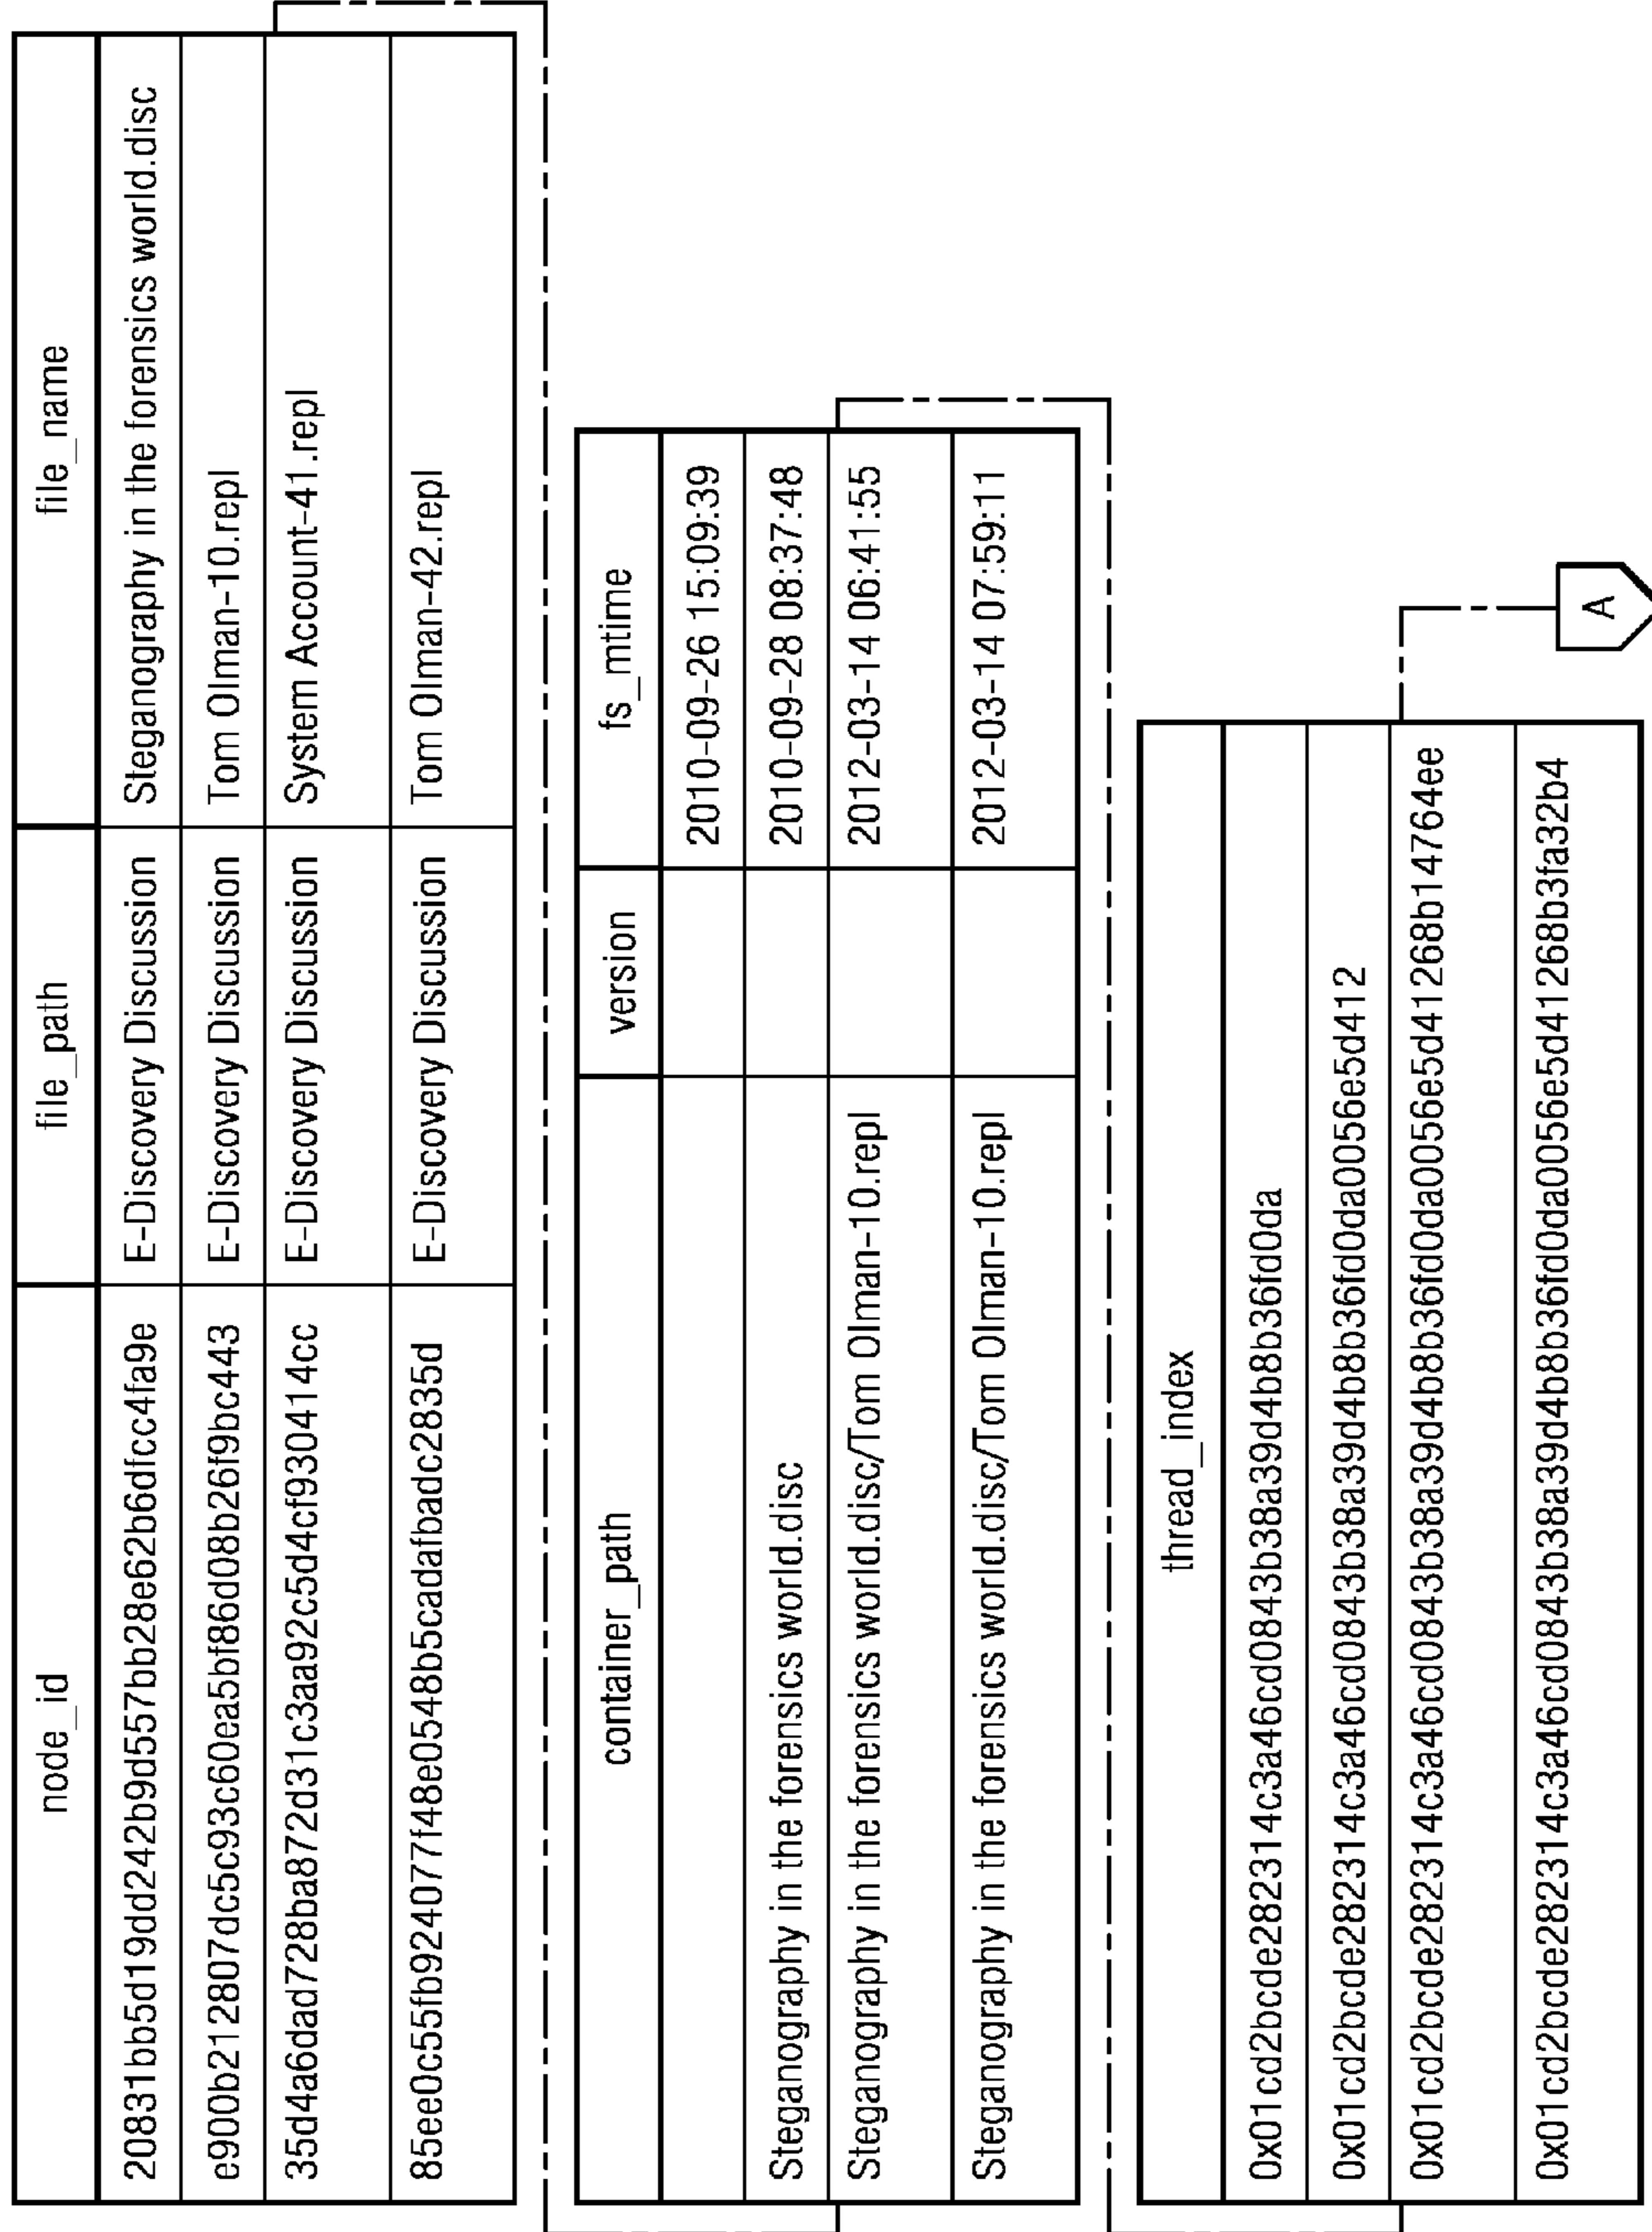 node_id file_path file_name
20831bb5d19dd242b9d557bb28e62b6dfcc4fa9e E-Discovery Discussion Steganography in the forensics world.disc
e900b212807dc5c93c60ea5bf86d08b26f9bc443 E-Discovery Discussion Tom Olman-10.repl
35d4a6dad728ba872d31c3aa92c5d4cf930414cc E-Discovery Discussion System Account-41.repl
85ee0c55fb924077f48e0548b5cadafbadc2835d E-Discovery Discussion Tom Olman-42.repl
container_path version fs_mtime
2010-09-26 15:09:39
Steganography in the forensics world.disc 2010-09-28 08:37:48
Steganography in the forensics world.disc/Tom Olman-10.repl 2012-03-14 06:41:55
Steganography in the forensics world.disc/Tom Olman-10.repl 2012-03-14 07:59:11
thread_index
0x01cd2bcde282314c3a46cd0843b38a39d4b8b36fd0da
0x01cd2bcde282314c3a46cd0843b38a39d4b8b36fd0da0056e5d412
0x01cd2bcde282314c3a46cd0843b38a39d4b8b36fd0da0056e5d41268b14764ee
0x01cd2bcde282314c3a46cd0843b38a39d4b8b36fd0da0056e5d41268b3fa32b4
A